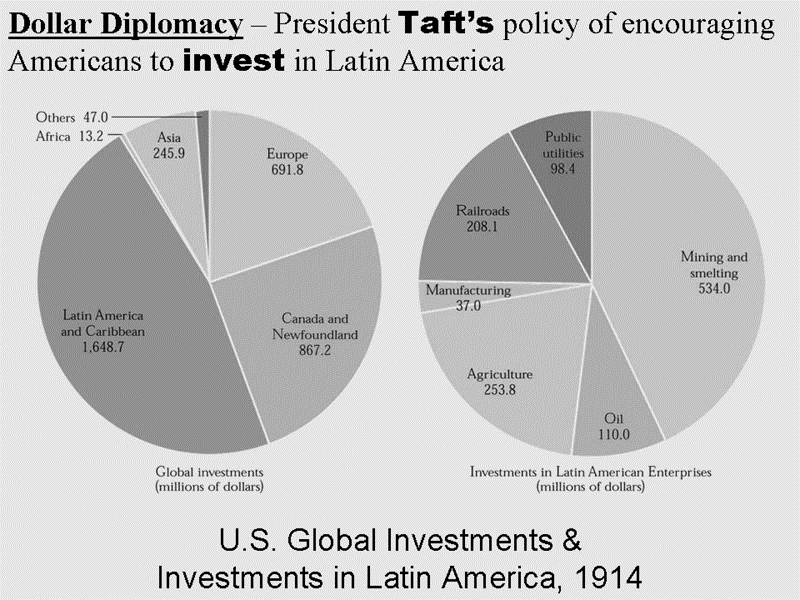 Dollar Diplomacy – President Taft's policy of encouraging
Americans to invest in Latin America
Others 47.0
Africa 13.2
Asia
245.9
Europe
691.8
Canada and
Newfoundland
867.2
Latin America
and Caribbean
1,648.7
Global investments
(millions of dollars)
Public
utilities
98.4
Railroads
208.1
Manufacturing
37.0
Agriculture
253.8
Oil
110.0
Mining and
smelting
534.0
Investments in Latin American Enterprises
(millions of dollars)
U.S. Global Investments &
Investments in Latin America, 1914